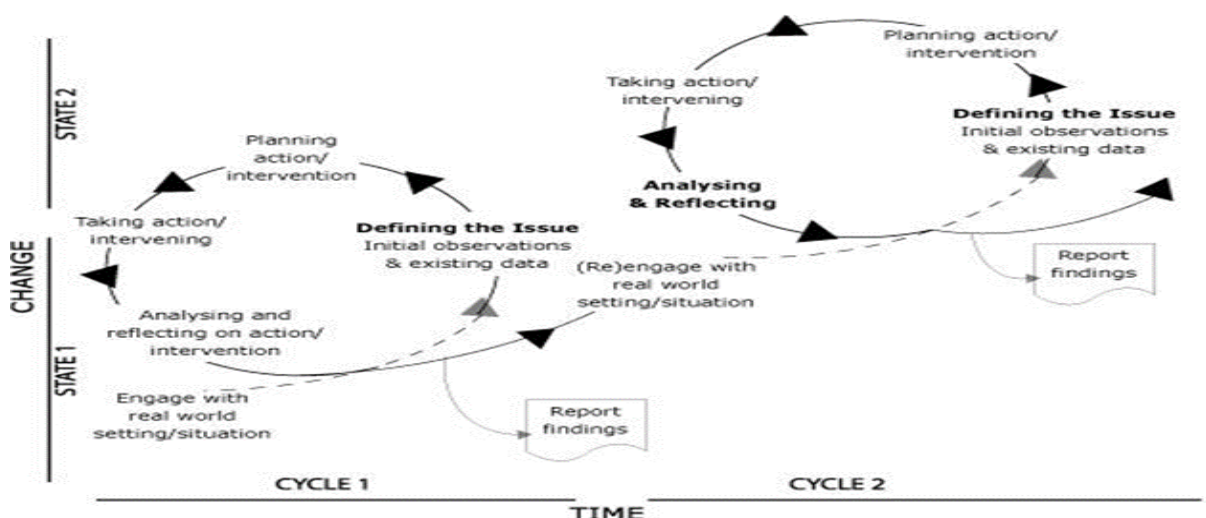 CHANGE
STATE 2
STATE 1
Planning
action/
intervention
Taking action/
intervening
Defining the Issue
Initial observations
& existing data
Analysing and
reflecting on action/
intervention
Engage with
real world
setting/situation
Report
findings
Planning action/
intervention
Taking action/
intervening
Defining the Issue
Initial observations
& existing data
Analysing
& Reflecting
(Re)engage with
real world
setting/situation
Report
findings
CYCLE 1
CYCLE 2
TIME